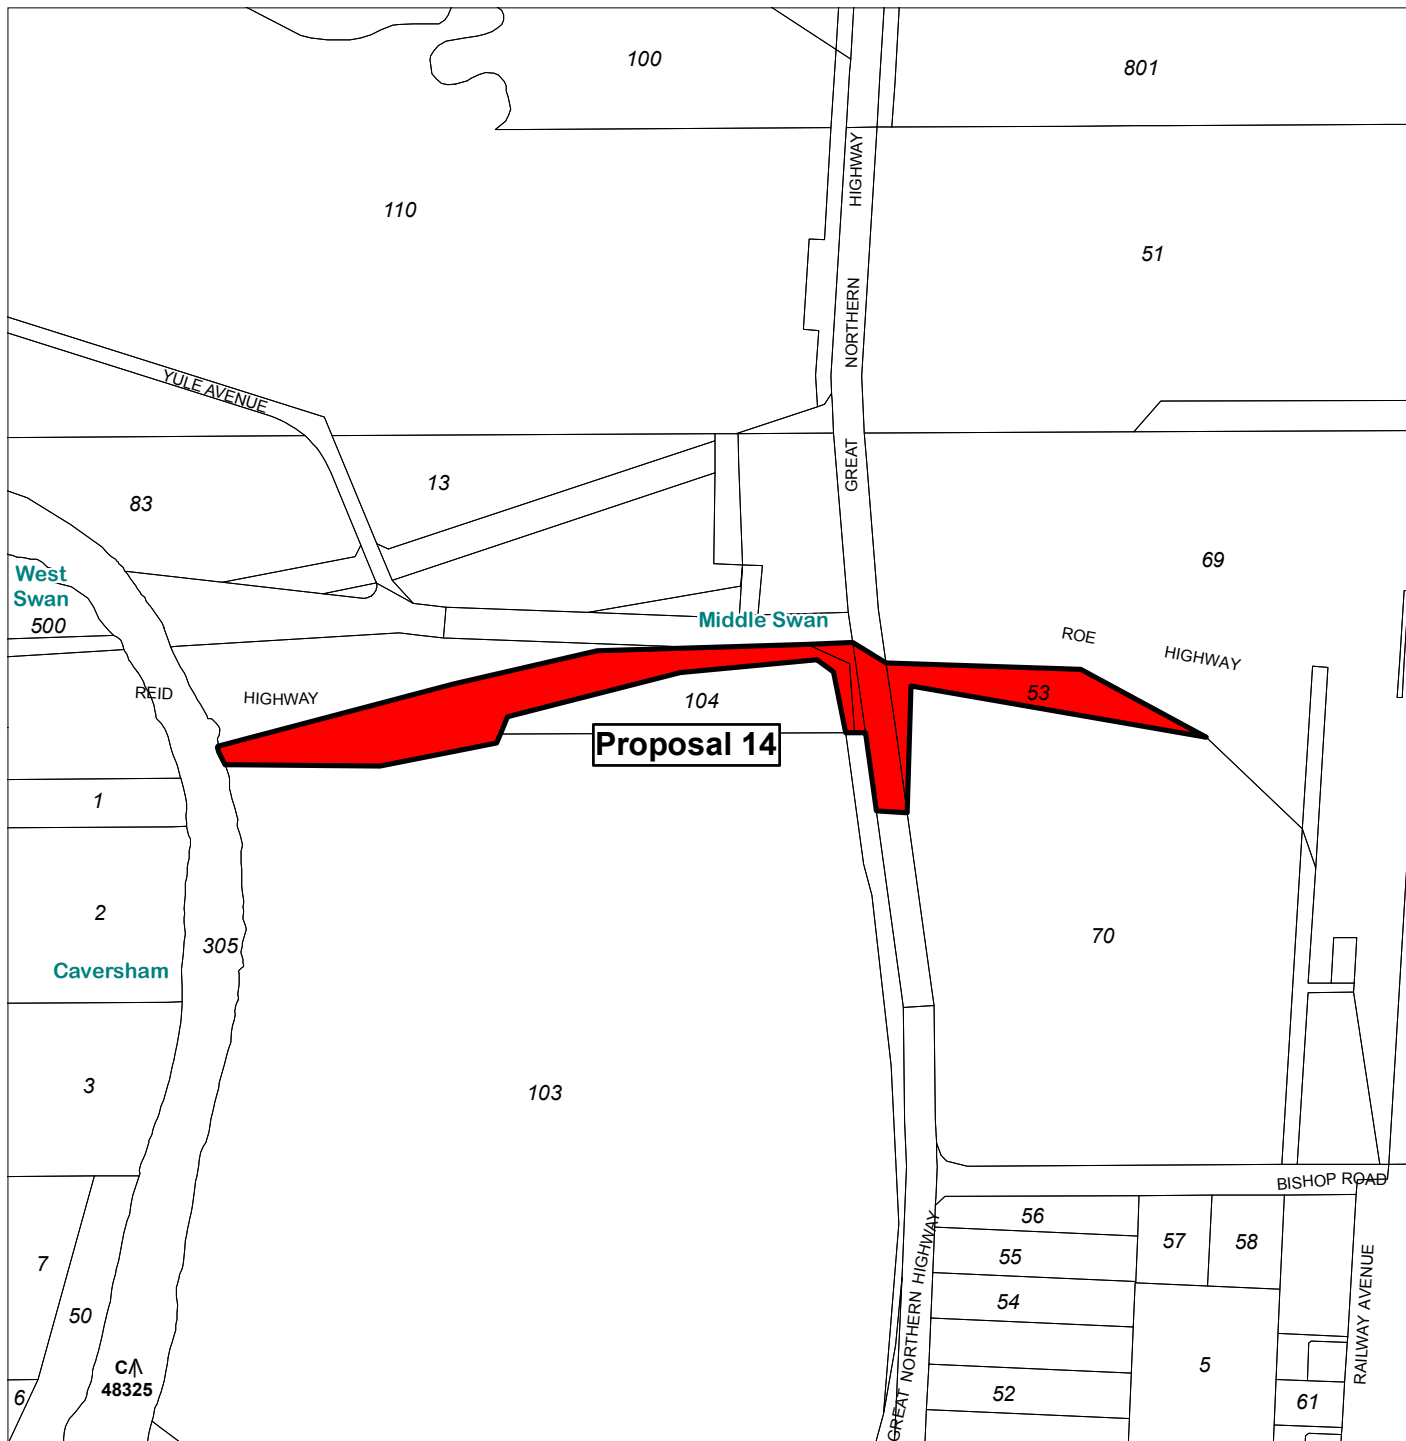 100
801
HIGHWAY
110
51
NORTHERN
YULE AVENUE
GREAT
13
83
69
West
Swan
500
Middle Swan
ROE
HIGHWAY
REID
HIGHWAY
53
104
Proposal 14
1
2
305
70
Caversham
3
103
BISHOP ROAD
56
57
58
55
7
54
50
GREAT NORTHERN HIGHWAY
RAILWAY AVENUE
5
C
48325
6
52
61